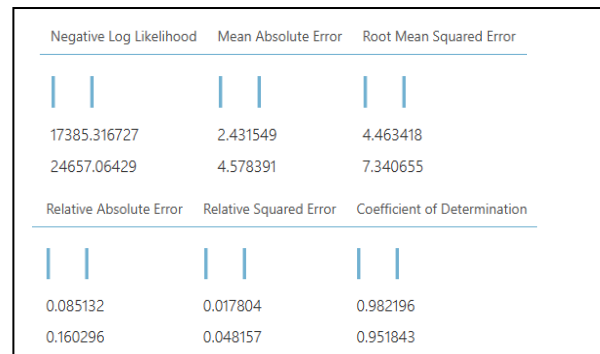 Negative Log Likelihood Mean Absolute Error Root Mean Squared Error
17385.316727 2.431549 4.463418
24657.06429 4.578391 7.340655
Relative Absolute Error Relative Squared Error Coefficient of Determination
0.085132 0.017804 0.982196
0.160296 0.048157 0.951843